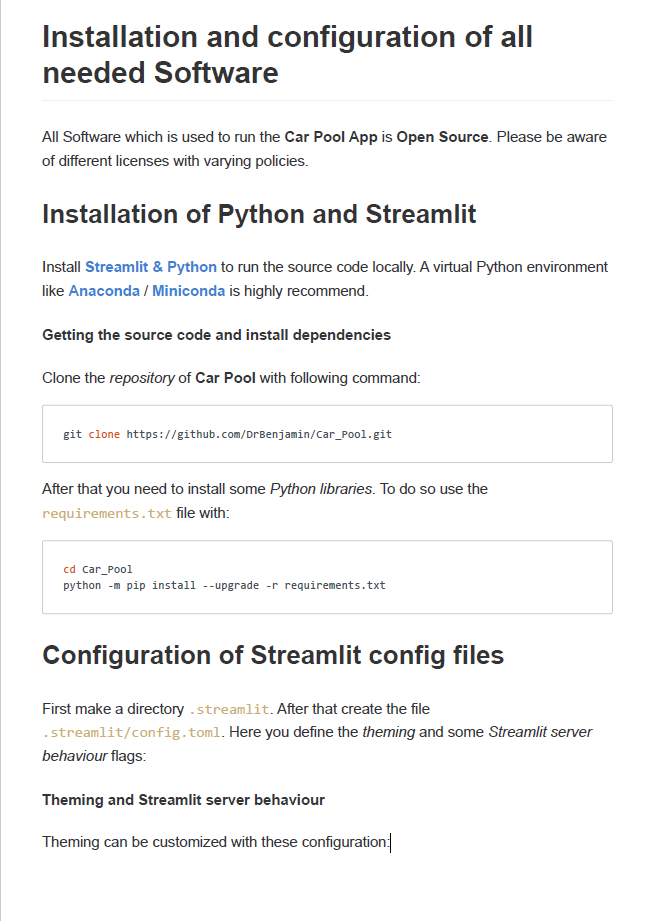 Installation and configuration of all
needed Software
All Software which is used to run the Car Pool App is Open Source. Please be aware
of different licenses with varying policies.
Installation of Python and Streamlit
Install Streamlit & Python to run the source code locally. A virtual Python environment
like Anaconda / Miniconda is highly recommend.
Getting the source code and install dependencies
Clone the repository of Car Pool with following command:
git clone https://github.com/DrBenjamin/Car_Pool.git
After that you need to install some Python libraries. To do so use the
requirements.txt file with:
cd Car_Pool
python -m pip install --upgrade -r requirements.txt
Configuration of Streamlit config files
First make a directory .streamlit. After that create the file
.streamlit/config.toml. Here you define the theming and some Streamlit server
behaviour flags:
Theming and Streamlit server behaviour
Theming can be customized with these configuration: